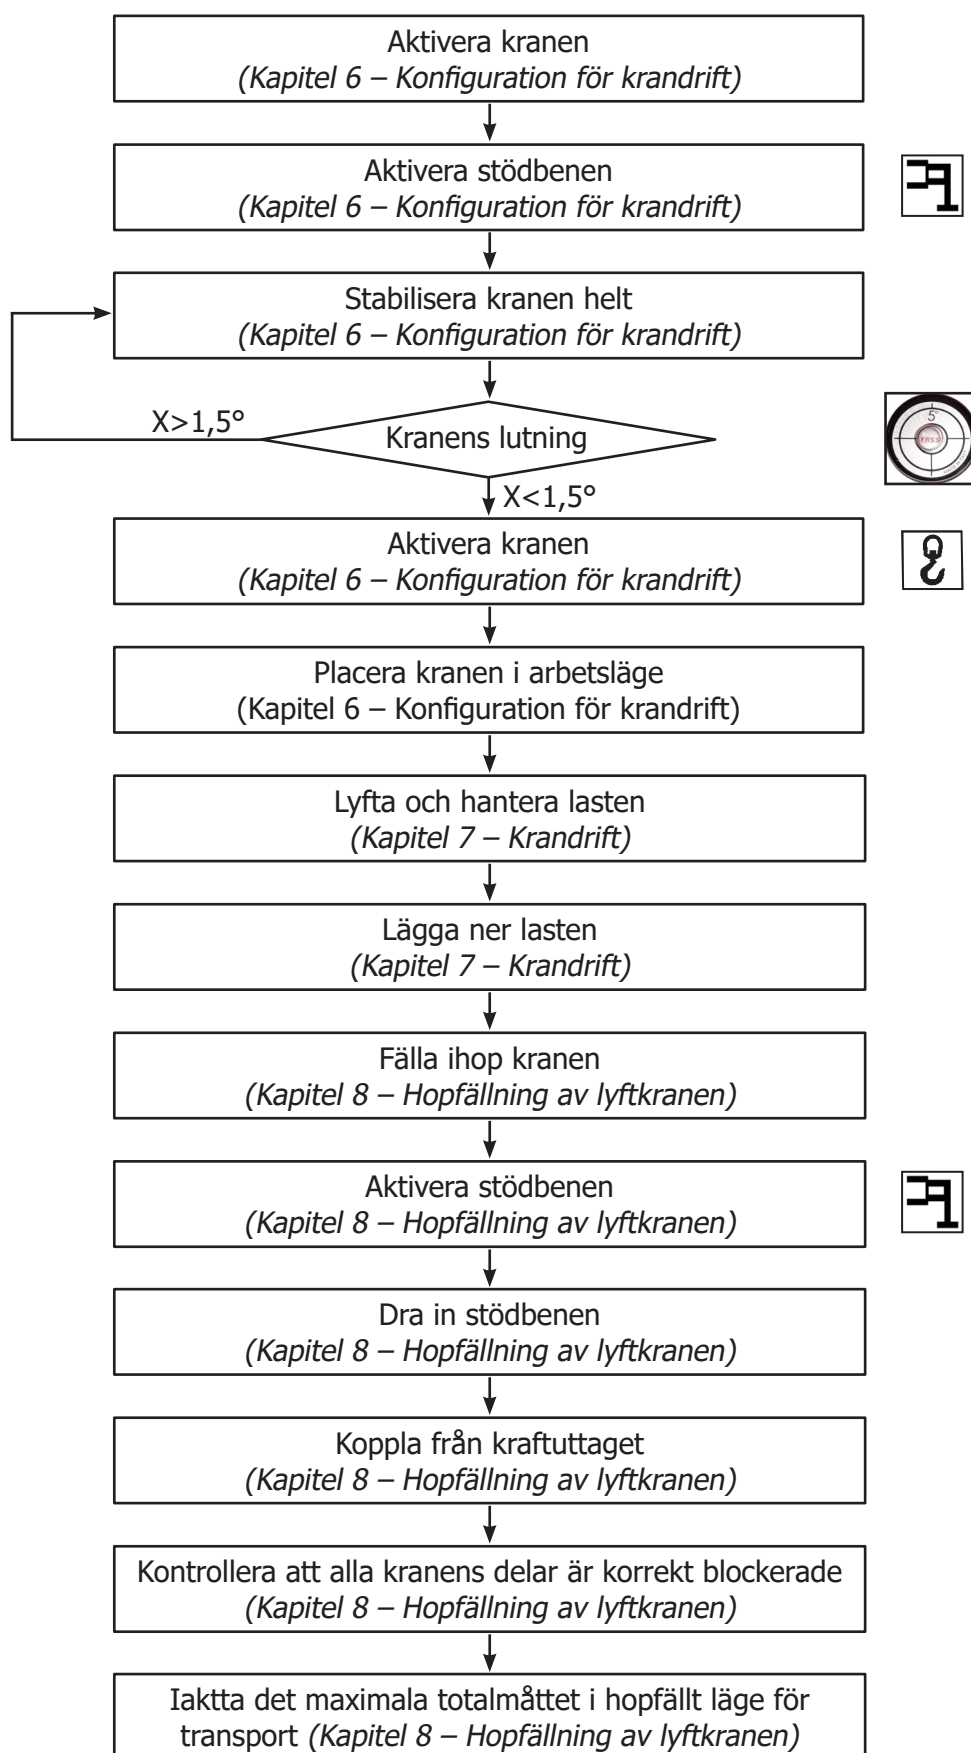 Aktivera kranen
(Kapitel 6 – Konfiguration för krandrift)
Aktivera stödbenen
(Kapitel 6 – Konfiguration för krandrift)
Stabilisera kranen helt
(Kapitel 6 – Konfiguration för krandrift)
X>1,5°
Kranens lutning
5°
FASSI
X<1,5°
Aktivera kranen
(Kapitel 6 – Konfiguration för krandrift)
Placera kranen i arbetsläge
(Kapitel 6 – Konfiguration för krandrift)
Lyfta och hantera lasten
(Kapitel 7 – Krandrift)
Lägga ner lasten
(Kapitel 7 – Krandrift)
Fälla ihop kranen
(Kapitel 8 – Hopfällning av lyftkranen)
Aktivera stödbenen
(Kapitel 8 – Hopfällning av lyftkranen)
Dra in stödbenen
(Kapitel 8 – Hopfällning av lyftkranen)
Koppla från kraftuttaget
(Kapitel 8 – Hopfällning av lyftkranen)
Kontrollera att alla kranens delar är korrekt blockerade
(Kapitel 8 – Hopfällning av lyftkranen)
Iaktta det maximala totalmåttet i hopfällt läge för
transport (Kapitel 8 – Hopfällning av lyftkranen)